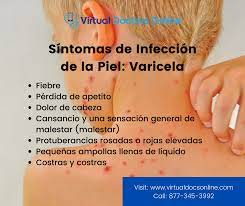 Virtual Doctors Online
Síntomas de Infección
de la Piel: Varicela
Fiebre
Pérdida de apetito
Dolor de cabeza
Cansancio y una sensación general de
malestar (malestar)
Protuberancias rosadas o rojas elevadas
Pequeñas ampollas llenas de líquido
Costras y costras
Visit: www.virtualdocsonline.com
Call: 877-345-3992